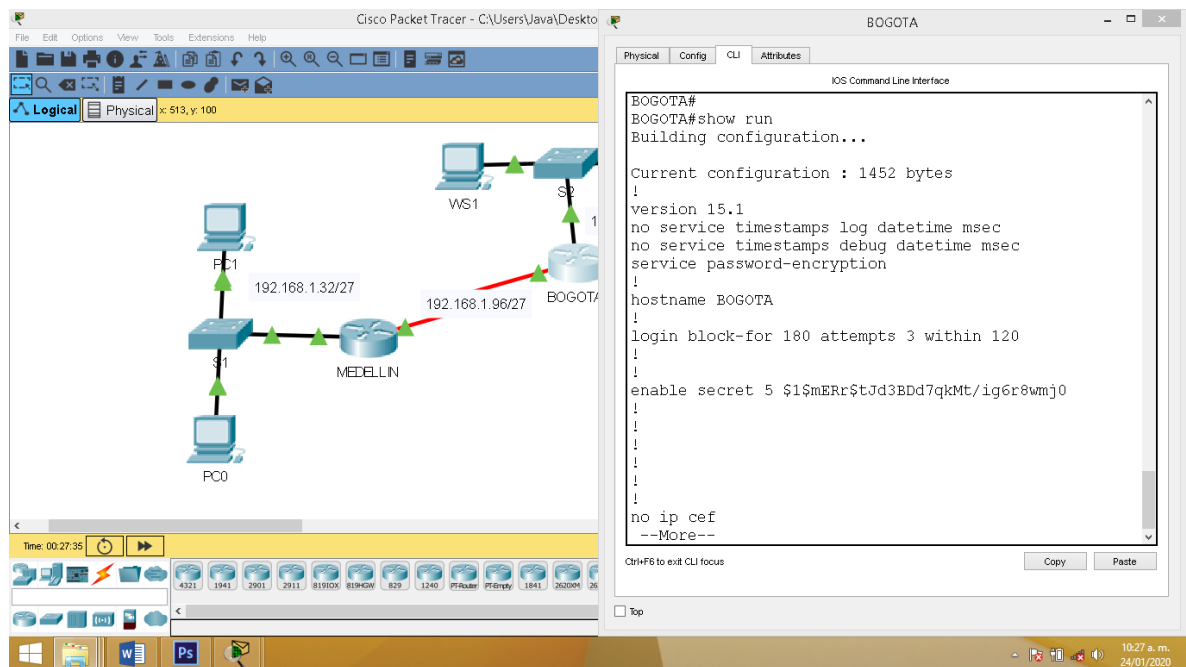 Cisco Packet Tracer - C:\Users\Java\Deskto
File Edit Options View Tools Extensions Help
Logical Physical x: 513, y: 100
WS1
S2
PC1
192.168.1.32/27
192.168.1.96/27
BOGOTA
S1
MEDELLIN
PC0
Time: 00:27:35
4321 1941 2901 2911 819IOX 819HGW 829 1240 PT-Router PT-Empty 1841 2620XM
BOGOTA
Physical Config CLI Attributes
IOS Command Line Interface
BOGOTA#
BOGOTA#show run
Building configuration...
Current configuration : 1452 bytes
!
version 15.1
no service timestamps log datetime msec
no service timestamps debug datetime msec
service password-encryption
!
hostname BOGOTA
!
login block-for 180 attempts 3 within 120
!
!
enable secret 5 $1$mERr$tJd3BDd7qkMt/ig6r8wmj0
!
!
!
!
!
!
no ip cef
--More--
Ctrl+F6 to exit CLI focus
Copy Paste
Top
Ps
10:27 a. m.
24/01/2020